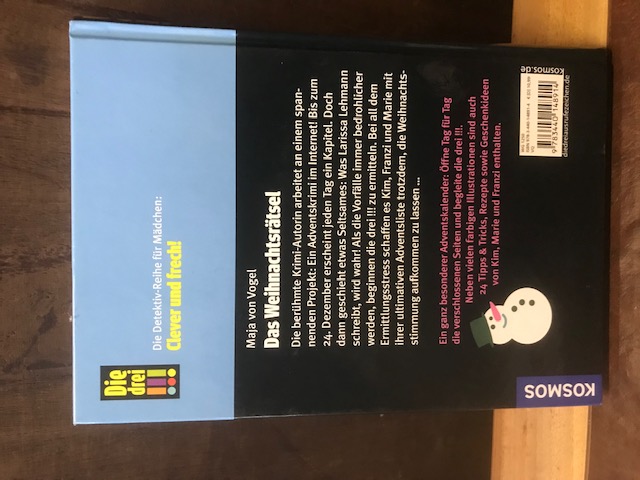 Die
drei
!!!
Die Detektiv-Reihe für Mädchen:
Clever und frech!
Maja von Vogel
Das Weihnachtsrätsel
Die berühmte Krimi-Autorin arbeitet an einem span-
nenden Projekt: Ein Adventskrimi im Internet! Bis zum
24. Dezember erscheint jeden Tag ein Kapitel. Doch
dann geschieht etwas Seltsames: Was Larissa Lehmann
schreibt, wird wahr! Als die Vorfälle immer bedrohlicher
werden, beginnen die drei !!! zu ermitteln. Bei all dem
Ermittlungsstress schaffen es Kim, Franzi und Marie mit
ihrer ultimativen Adventsliste trotzdem, die Weihnachts-
stimmung aufkommen zu lassen ...
Ein ganz besonderer Adventskalender: Öffne Tag für Tag
die verschlossenen Seiten und begleite die drei !!!.
Neben vielen farbigen Illustrationen sind auch
24 Tipps & Tricks, Rezepte sowie Geschenkideen
von Kim, Marie und Franzi enthalten.
KOSMOS
kosmos.de
9783440148914
diedreiausrufezeichen.de